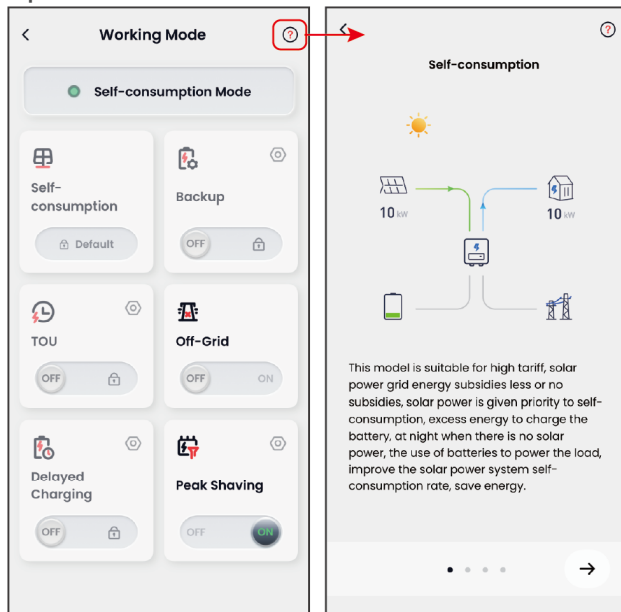 Working Mode
?
Self-consumption Mode
Self-
consumption
Default
Backup
OFF
TOU
OFF
Off-Grid
OFF ON
Delayed
Charging
OFF
Peak Shaving
OFF ON
?
Self-consumption
10 kW
10 kW
This model is suitable for high tariff, solar
power grid energy subsidies less or no
subsidies, solar power is given priority to self-
consumption, excess energy to charge the
battery, at night when there is no solar
power, the use of batteries to power the load,
improve the solar power system self-
consumption rate, save energy.